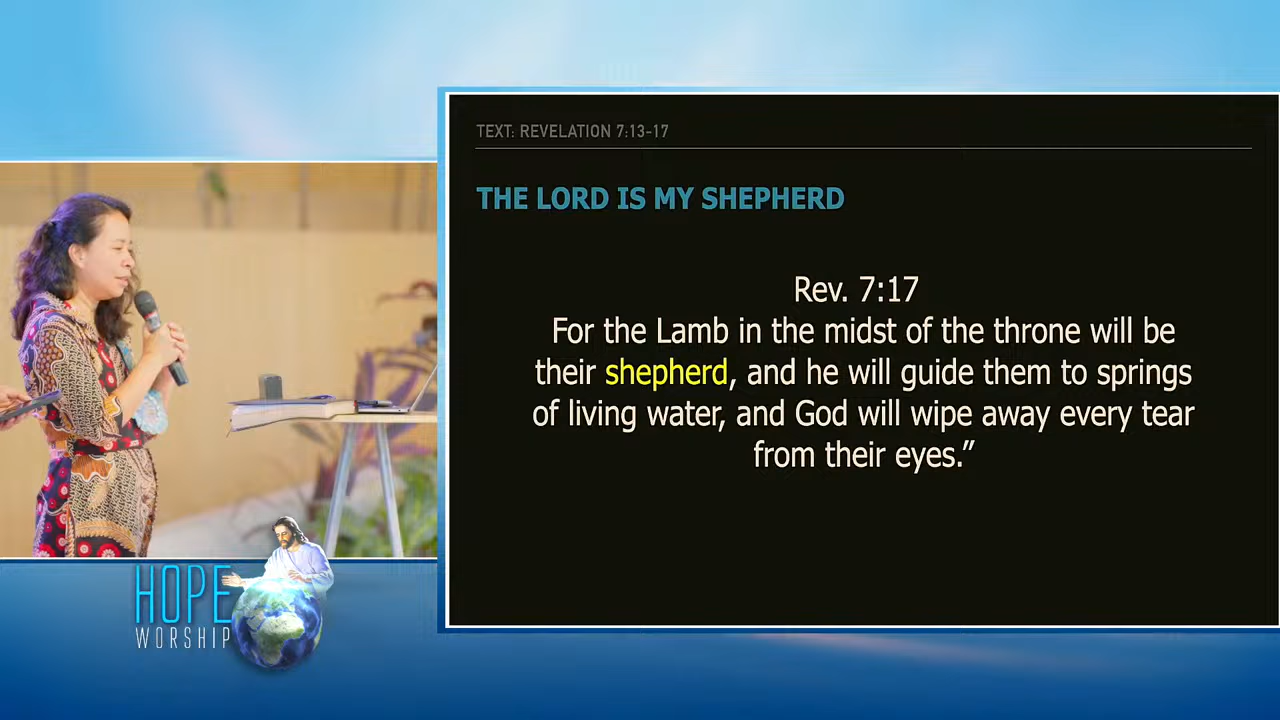 TEXT: REVELATION 7:13-17
THE LORD IS MY SHEPHERD
Rev. 7:17
For the Lamb in the midst of the throne will be
their shepherd, and he will guide them to springs
of living water, and God will wipe away every tear
from their eyes.”
HOPE
WORSHIP